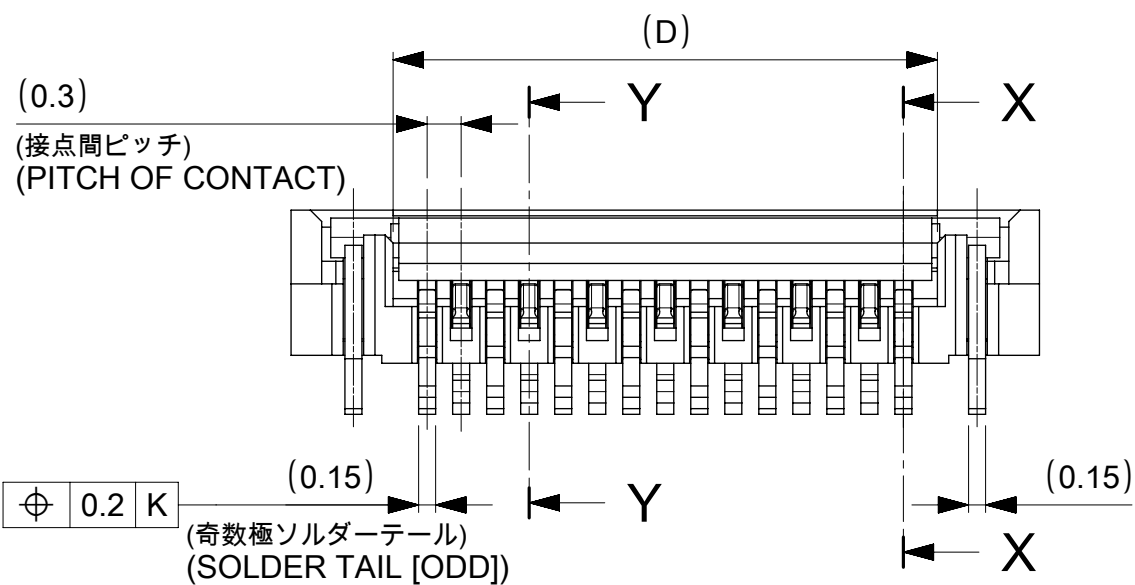 (D)
(0.3)
Y
X
(接点間ピッチ)
(PITCH OF CONTACT)
(0.15)
(0.15)
⌖ 0.2 K
Y
(奇数極ソルダーテール)
(SOLDER TAIL [ODD])
X